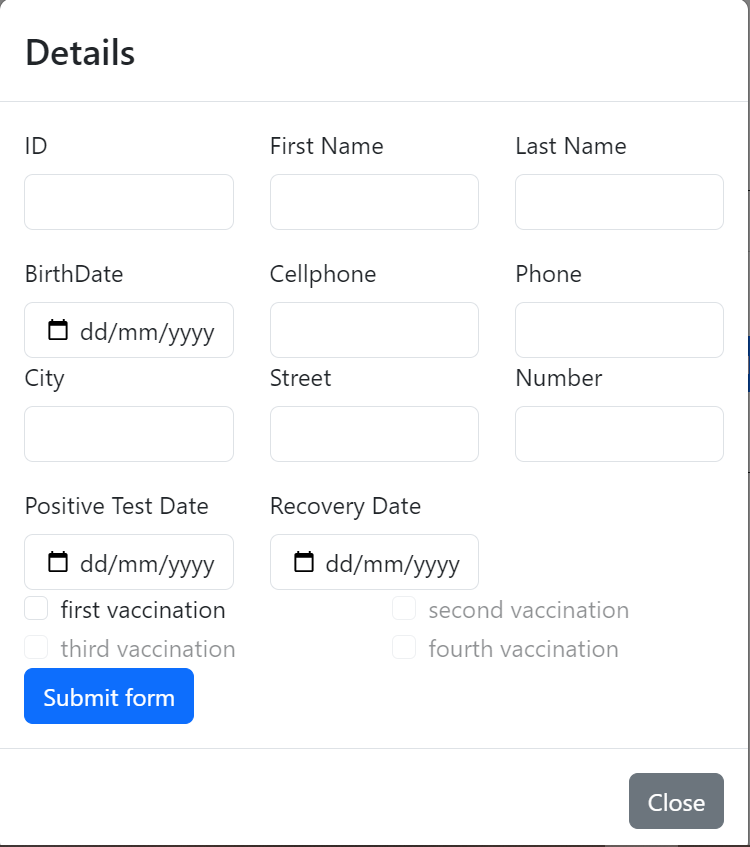 Details
ID First Name Last Name
BirthDate Cellphone Phone
dd/mm/yyyy
City Street Number
Positive Test Date Recovery Date
dd/mm/yyyy dd/mm/yyyy
first vaccination second vaccination
third vaccination fourth vaccination
Submit form
Close